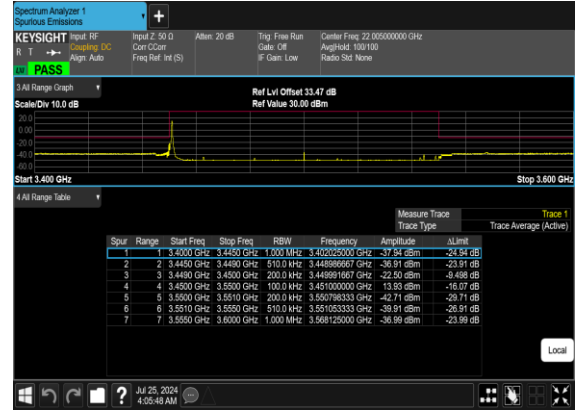 Spectrum Analyzer 1
Spurious Emissions
KEYSIGHT Input: RF Input Z: 50 Ω Atten: 20 dB Trig: Free Run Center Freq: 22.005000000 GHz
R T Coupling: DC Corr CCorr Gate: Off Avg|Hold: 100/100
Align: Auto Freq Ref: Int (S) IF Gain: Low Radio Std: None
PASS
3 All Range Graph
Ref Lvl Offset 33.47 dB
Scale/Div 10.0 dB Ref Value 30.00 dBm
20.0
0.00
-20.0
-40.0
-60.0
Start 3.400 GHz Stop 3.600 GHz
4 All Range Table
Measure Trace Trace 1
Trace Type Trace Average (Active)
Spur Range Start Freq Stop Freq RBW Frequency Amplitude ΔLimit
1 1 3.4000 GHz 3.4450 GHz 1.000 MHz 3.402025000 GHz -37.94 dBm -24.94 dB
2 2 3.4450 GHz 3.4490 GHz 510.0 kHz 3.448986667 GHz -36.91 dBm -23.91 dB
3 3 3.4490 GHz 3.4500 GHz 200.0 kHz 3.449991667 GHz -22.50 dBm -9.498 dB
4 4 3.4500 GHz 3.5500 GHz 100.0 kHz 3.451000000 GHz 13.93 dBm -16.07 dB
5 5 3.5500 GHz 3.5510 GHz 200.0 kHz 3.550798333 GHz -42.71 dBm -29.71 dB
6 6 3.5510 GHz 3.5550 GHz 510.0 kHz 3.551053333 GHz -39.91 dBm -26.91 dB
7 7 3.5550 GHz 3.6000 GHz 1.000 MHz 3.568125000 GHz -36.99 dBm -23.99 dB
Local
? Jul 25, 2024
4:05:48 AM